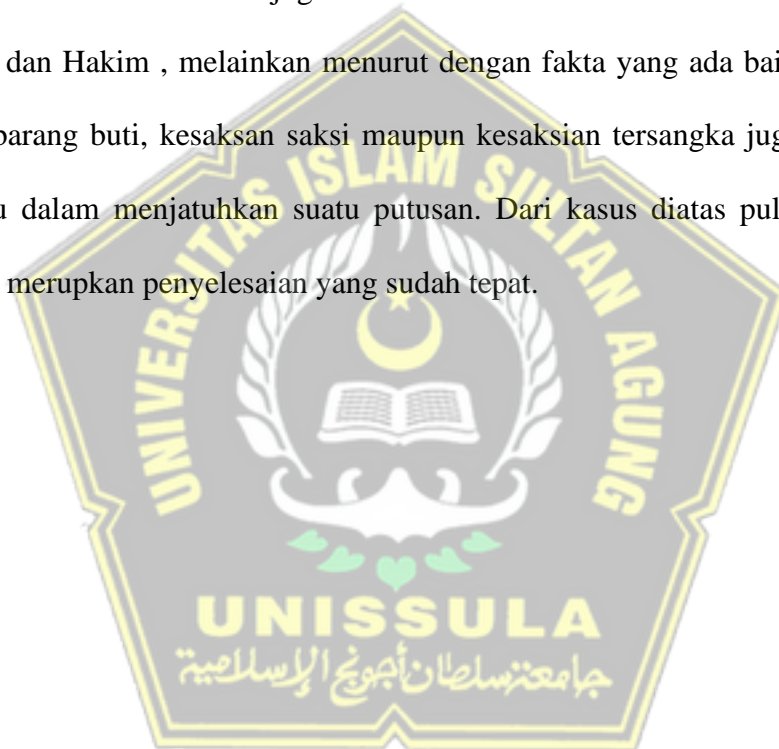 dan Hakim , melainkan menurut dengan fakta yang ada bai
barang buti, kesaksan saksi maupun kesaksian tersangka jug
u dalam menjatuhkan suatu putusan. Dari kasus diatas pul
merupkan penyelesaian yang sudah tepat.
UNIVERSITAS ISLAM SULTAN AGUNG
UNISSULA
جامعتسلطان أجونج الإسلامية